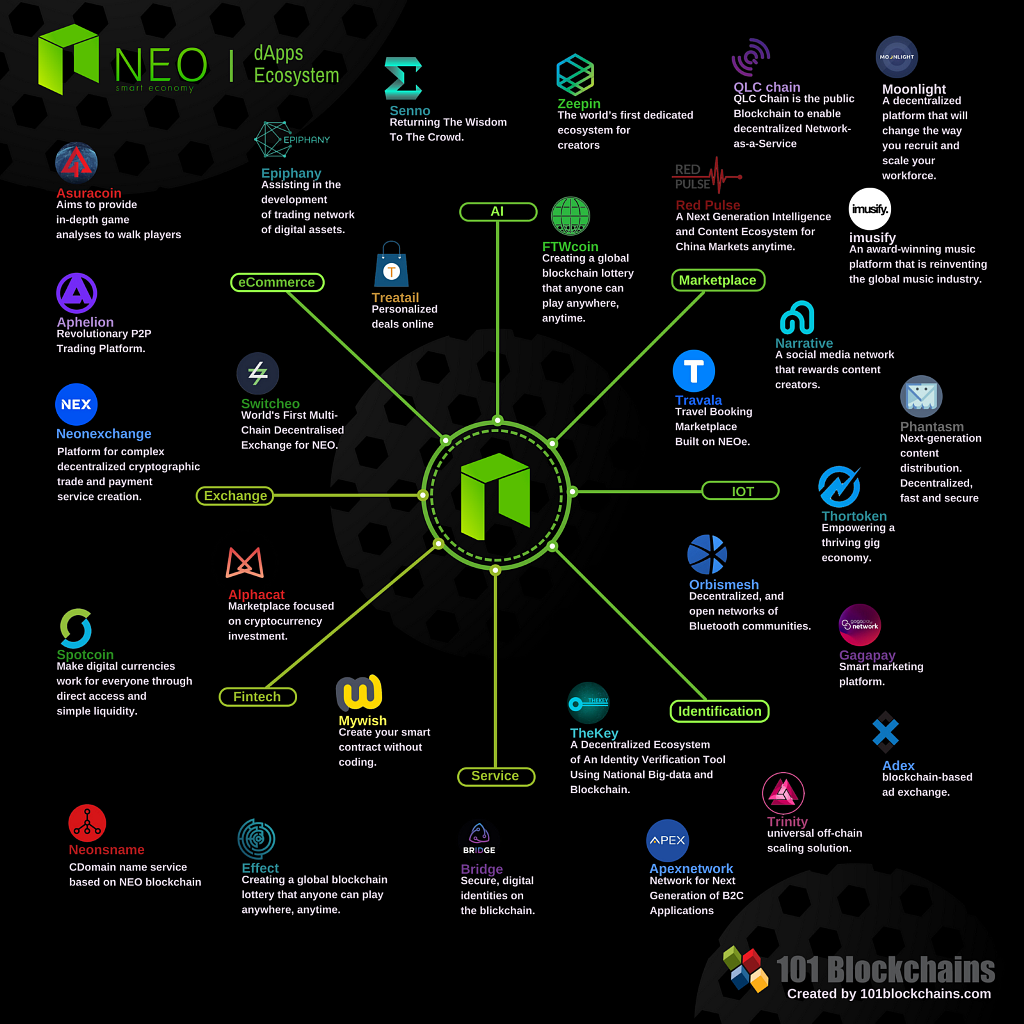 NEO
smart economy
dApps
Ecosystem
Senno
Returning The Wisdom
To The Crowd.
Zeepin
The world's first dedicated
ecosystem for
creators
QLC chain
QLC Chain is the public
Blockchain to enable
decentralized Network-
as-a-Service
MOONLIGHT
Moonlight
A decentralized
platform that will
change the way
you recruit and
scale your
workforce.
EPIPHANY
Epiphany
Assisting in the
development
of trading network
of digital assets.
Asuracoin
Aims to provide
in-depth game
analyses to walk players
RED
PULSE
Red Pulse
A Next Generation Intelligence
and Content Ecosystem for
China Markets anytime.
imusify.
imusify
An award-winning music
platform that is reinventing
the global music industry.
AI
FTWcoin
Creating a global
blockchain lottery
that anyone can
play anywhere,
anytime.
eCommerce
T
Treatail
Personalized
deals online
Marketplace
Aphelion
Revolutionary P2P
Trading Platform.
Narrative
A social media network
that rewards content
creators.
Switcheo
World's First Multi-
Chain Decentralised
Exchange for NEO.
T
Travala
Travel Booking
Marketplace
Built on NEOe.
Phantasm
Next-generation
content
distribution.
Decentralized,
fast and secure
NEX
Neonexchange
Platform for complex
decentralized cryptographic
trade and payment
service creation.
Exchange
IOT
Thortoken
Empowering a
thriving gig
economy.
Alphacat
Marketplace focused
on cryptocurrency
investment.
Orbismesh
Decentralized, and
open networks of
Bluetooth communities.
Spotcoin
Make digital currencies
work for everyone through
direct access and
simple liquidity.
gagapay
network
Gagapay
Smart marketing
platform.
Fintech
Mywish
Create your smart
contract without
coding.
THEKEY
TheKey
A Decentralized Ecosystem
of An Identity Verification Tool
Using National Big-data and
Blockchain.
Identification
Service
Adex
blockchain-based
ad exchange.
Trinity
universal off-chain
scaling solution.
Neonsname
CDomain name service
based on NEO blockchain
Effect
Creating a global blockchain
lottery that anyone can play
anywhere, anytime.
BRIDGE
Bridge
Secure, digital
identities on
the blickchain.
APEX
Apexnetwork
Network for Next
Generation of B2C
Applications
101 Blockchains
Created by 101blockchains.com